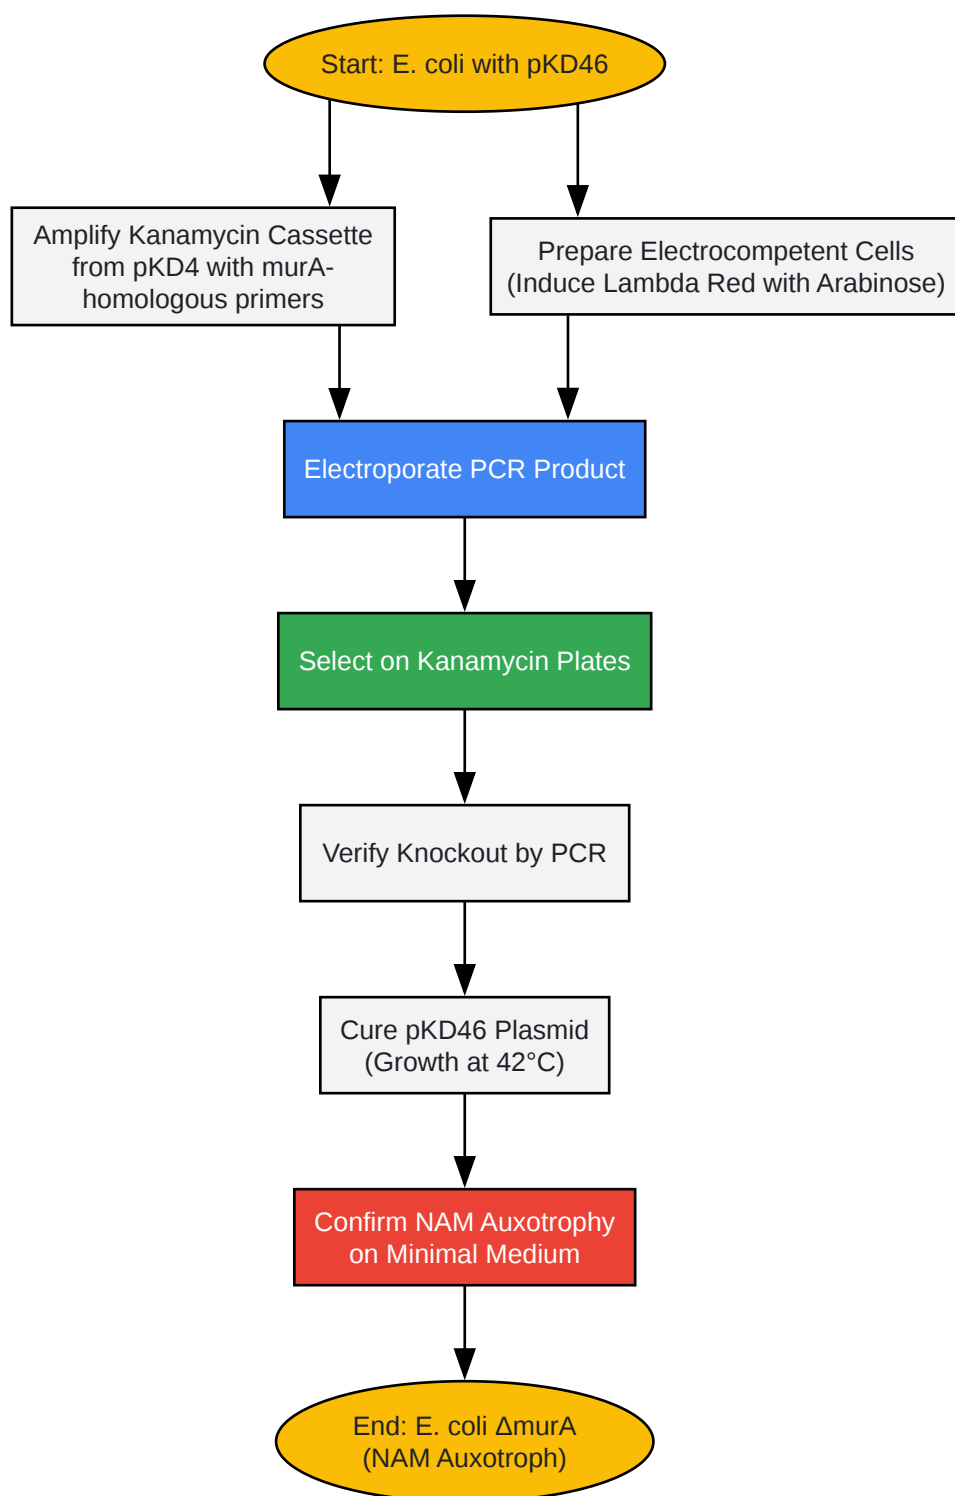 Start: E. coli with pKD46
Amplify Kanamycin Cassette
from pKD4 with murA-
homologous primers
Prepare Electrocompetent Cells
(Induce Lambda Red with Arabinose)
Electroporate PCR Product
Select on Kanamycin Plates
Verify Knockout by PCR
Cure pKD46 Plasmid
(Growth at 42°C)
Confirm NAM Auxotrophy
on Minimal Medium
End: E. coli ΔmurA
(NAM Auxotroph)